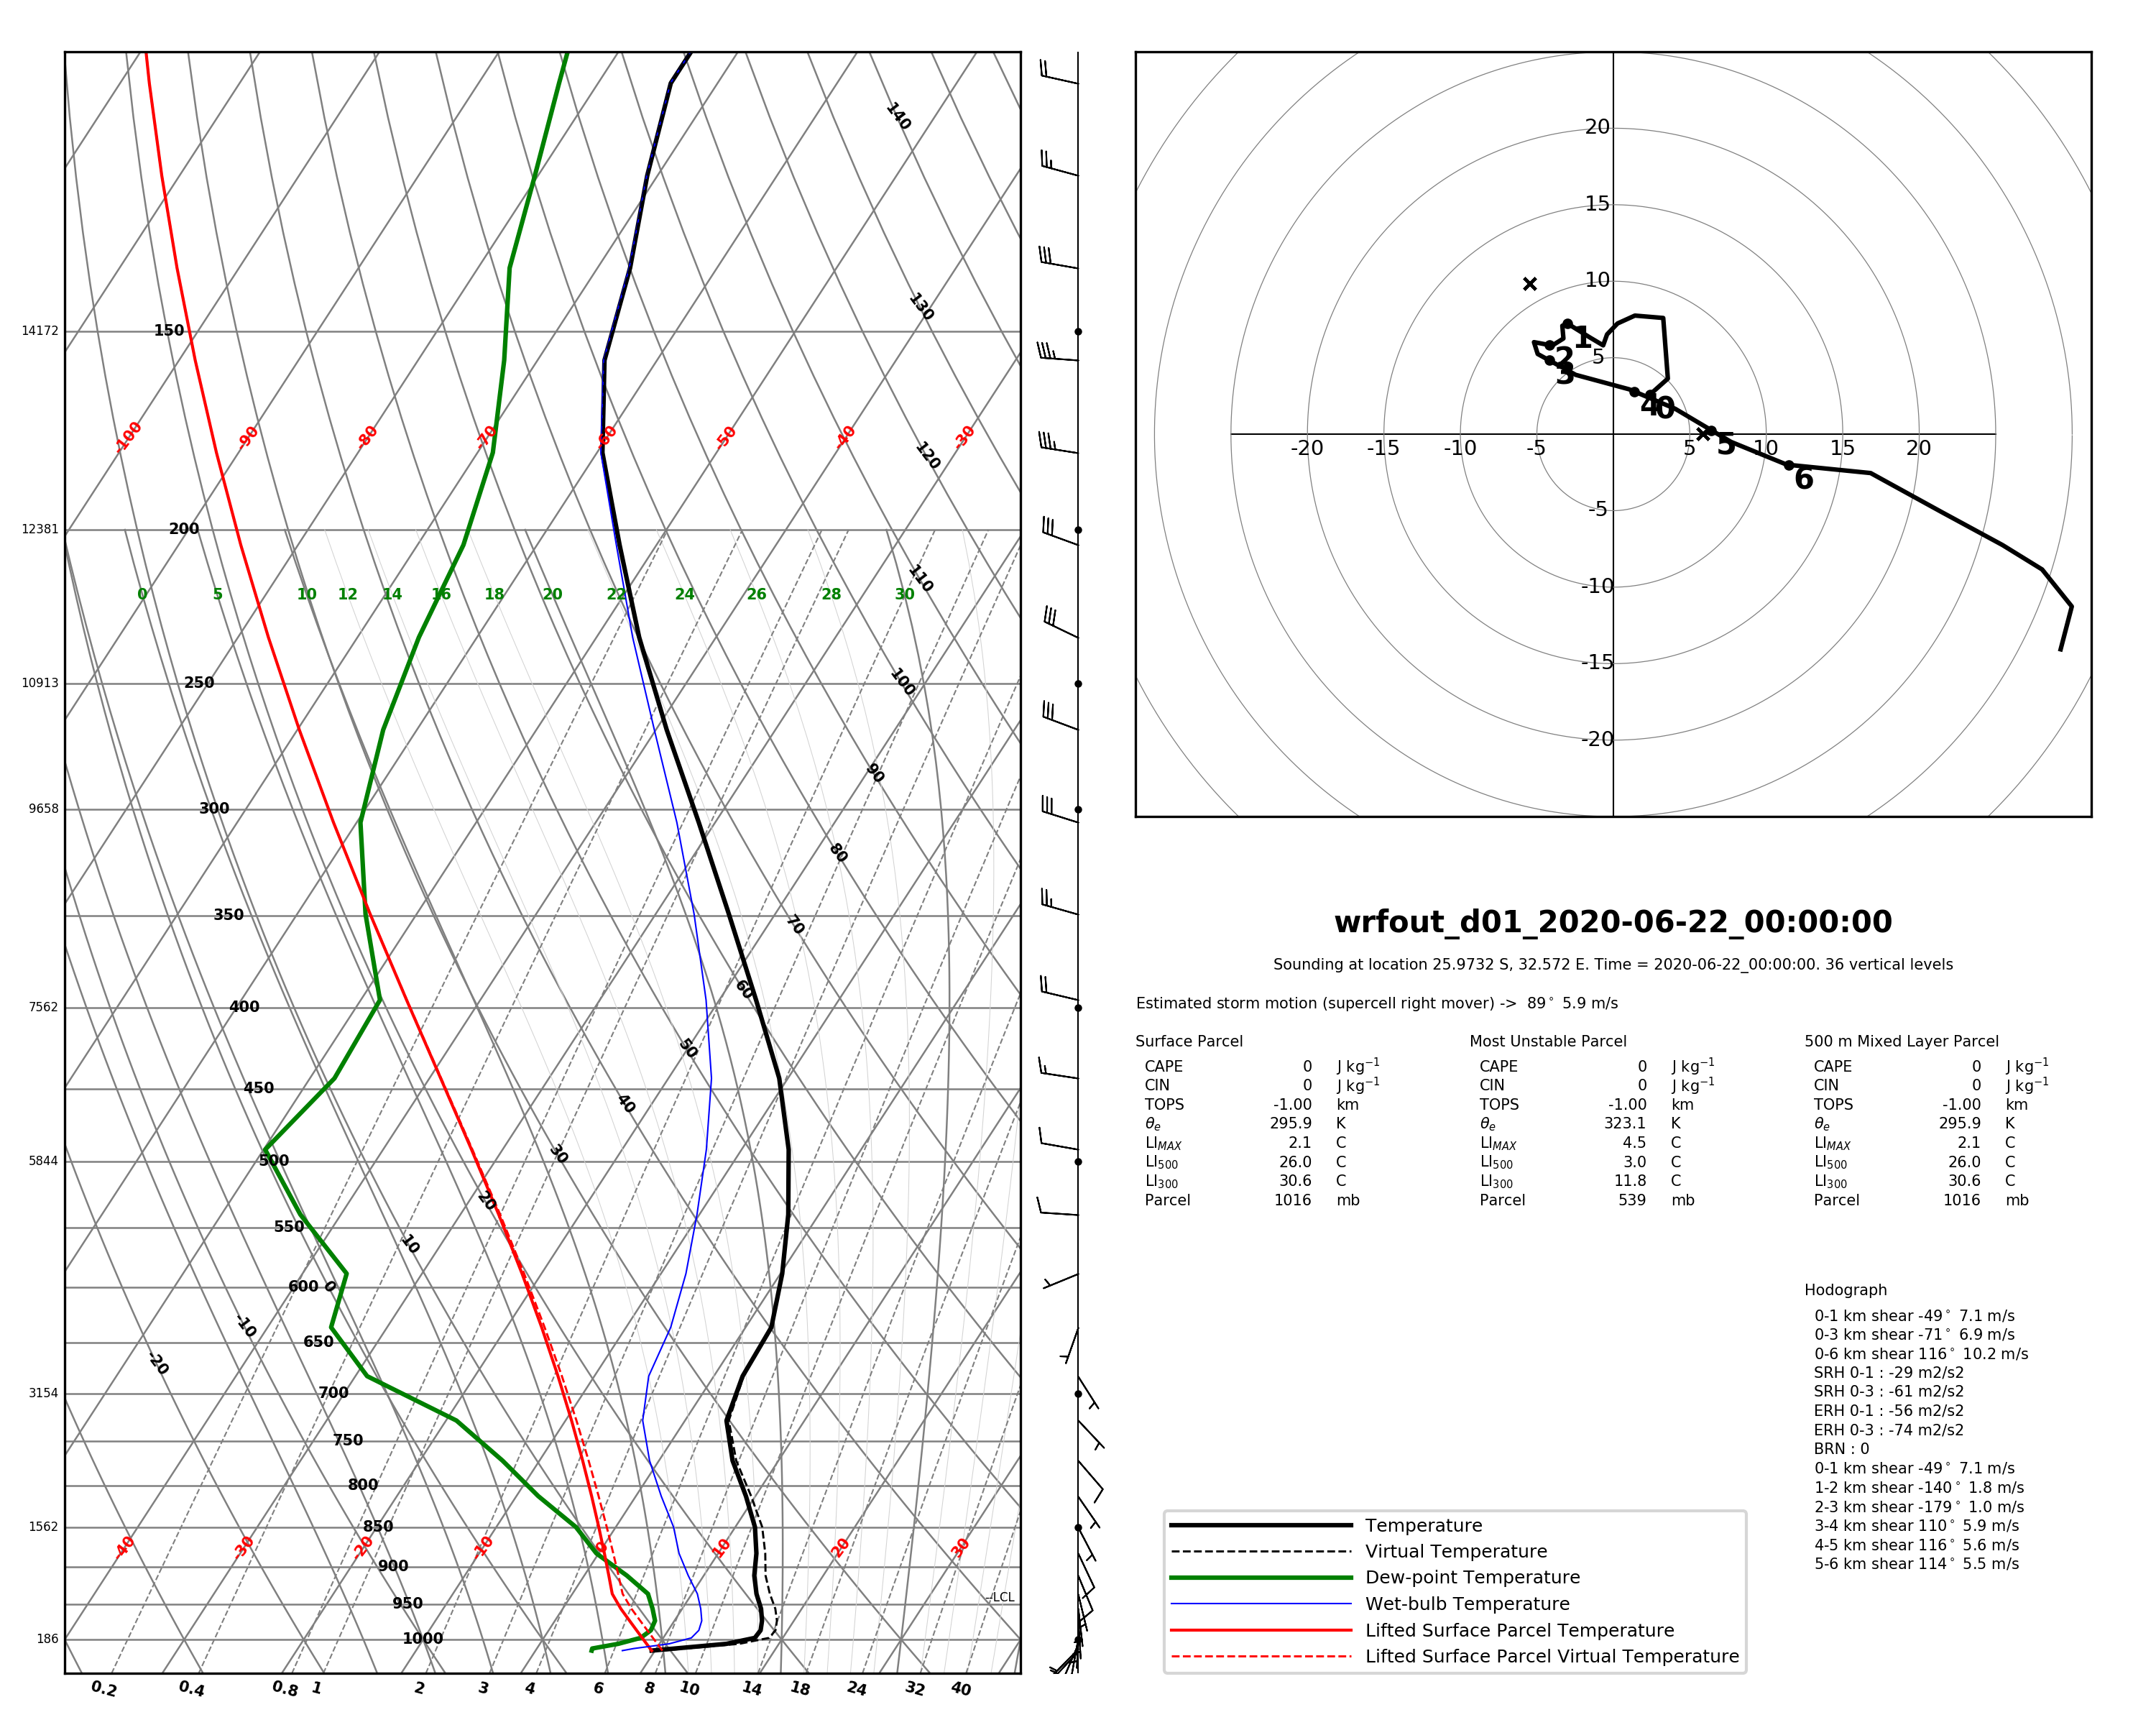 140
130
120
110
100
90
80
70
60
50
40
30
20
10
0
-10
-20
14172 150
-100 -90 -80 -70 -60 -50 -40 -30
12381 200
0 5 10 12 14 16 18 20 22 24 26 28 30
10913 250
9658 300
350
7562 400
450
5844 500
550
600
650
3154 700
750
800
1562 850
-40 -30 -20 -10 0 10 20 30
900
950
LCL
186 1000
0.2 0.4 0.8 1 2 3 4 6 8 10 14 18 24 32 40
20
15
10
5
-20 -15 -10 -5 5 10 15 20
-5
-10
-15
-20
1
2
3
4
0
5
6
wrfout_d01_2020-06-22_00:00:00
Sounding at location 25.9732 S, 32.572 E. Time = 2020-06-22_00:00:00. 36 vertical levels
Estimated storm motion (supercell right mover) -> 89° 5.9 m/s
Surface Parcel Most Unstable Parcel 500 m Mixed Layer Parcel
CAPE 0 J kg⁻¹ CAPE 0 J kg⁻¹ CAPE 0 J kg⁻¹
CIN 0 J kg⁻¹ CIN 0 J kg⁻¹ CIN 0 J kg⁻¹
TOPS -1.00 km TOPS -1.00 km TOPS -1.00 km
θe 295.9 K θe 323.1 K θe 295.9 K
LIMAX 2.1 C LIMAX 4.5 C LIMAX 2.1 C
LI500 26.0 C LI500 3.0 C LI500 26.0 C
LI300 30.6 C LI300 11.8 C LI300 30.6 C
Parcel 1016 mb Parcel 539 mb Parcel 1016 mb
Hodograph
0-1 km shear -49° 7.1 m/s
0-3 km shear -71° 6.9 m/s
0-6 km shear 116° 10.2 m/s
SRH 0-1 : -29 m2/s2
SRH 0-3 : -61 m2/s2
ERH 0-1 : -56 m2/s2
ERH 0-3 : -74 m2/s2
BRN : 0
0-1 km shear -49° 7.1 m/s
1-2 km shear -140° 1.8 m/s
2-3 km shear -179° 1.0 m/s
3-4 km shear 110° 5.9 m/s
4-5 km shear 116° 5.6 m/s
5-6 km shear 114° 5.5 m/s
Temperature
Virtual Temperature
Dew-point Temperature
Wet-bulb Temperature
Lifted Surface Parcel Temperature
Lifted Surface Parcel Virtual Temperature